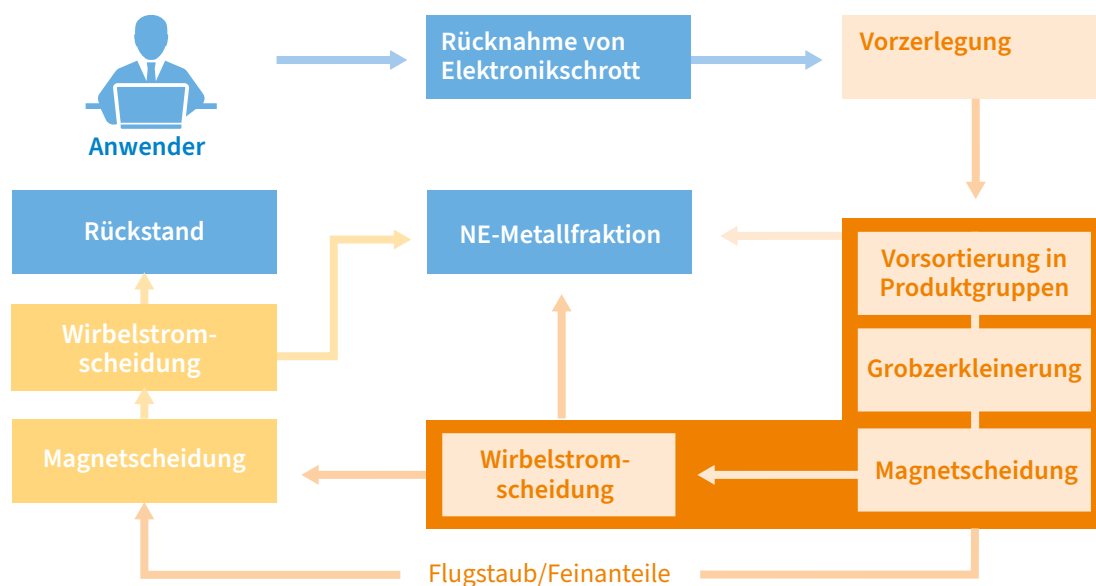 Anwender
Rücknahme von
Elektronikschrott
Vorzerlegung
Rückstand
NE-Metallfraktion
Vorsortierung in
Produktgruppen
Wirbelstrom-
scheidung
Grobzerkleinerung
Magnetscheidung
Wirbelstrom-
scheidung
Magnetscheidung
Flugstaub/Feinanteile